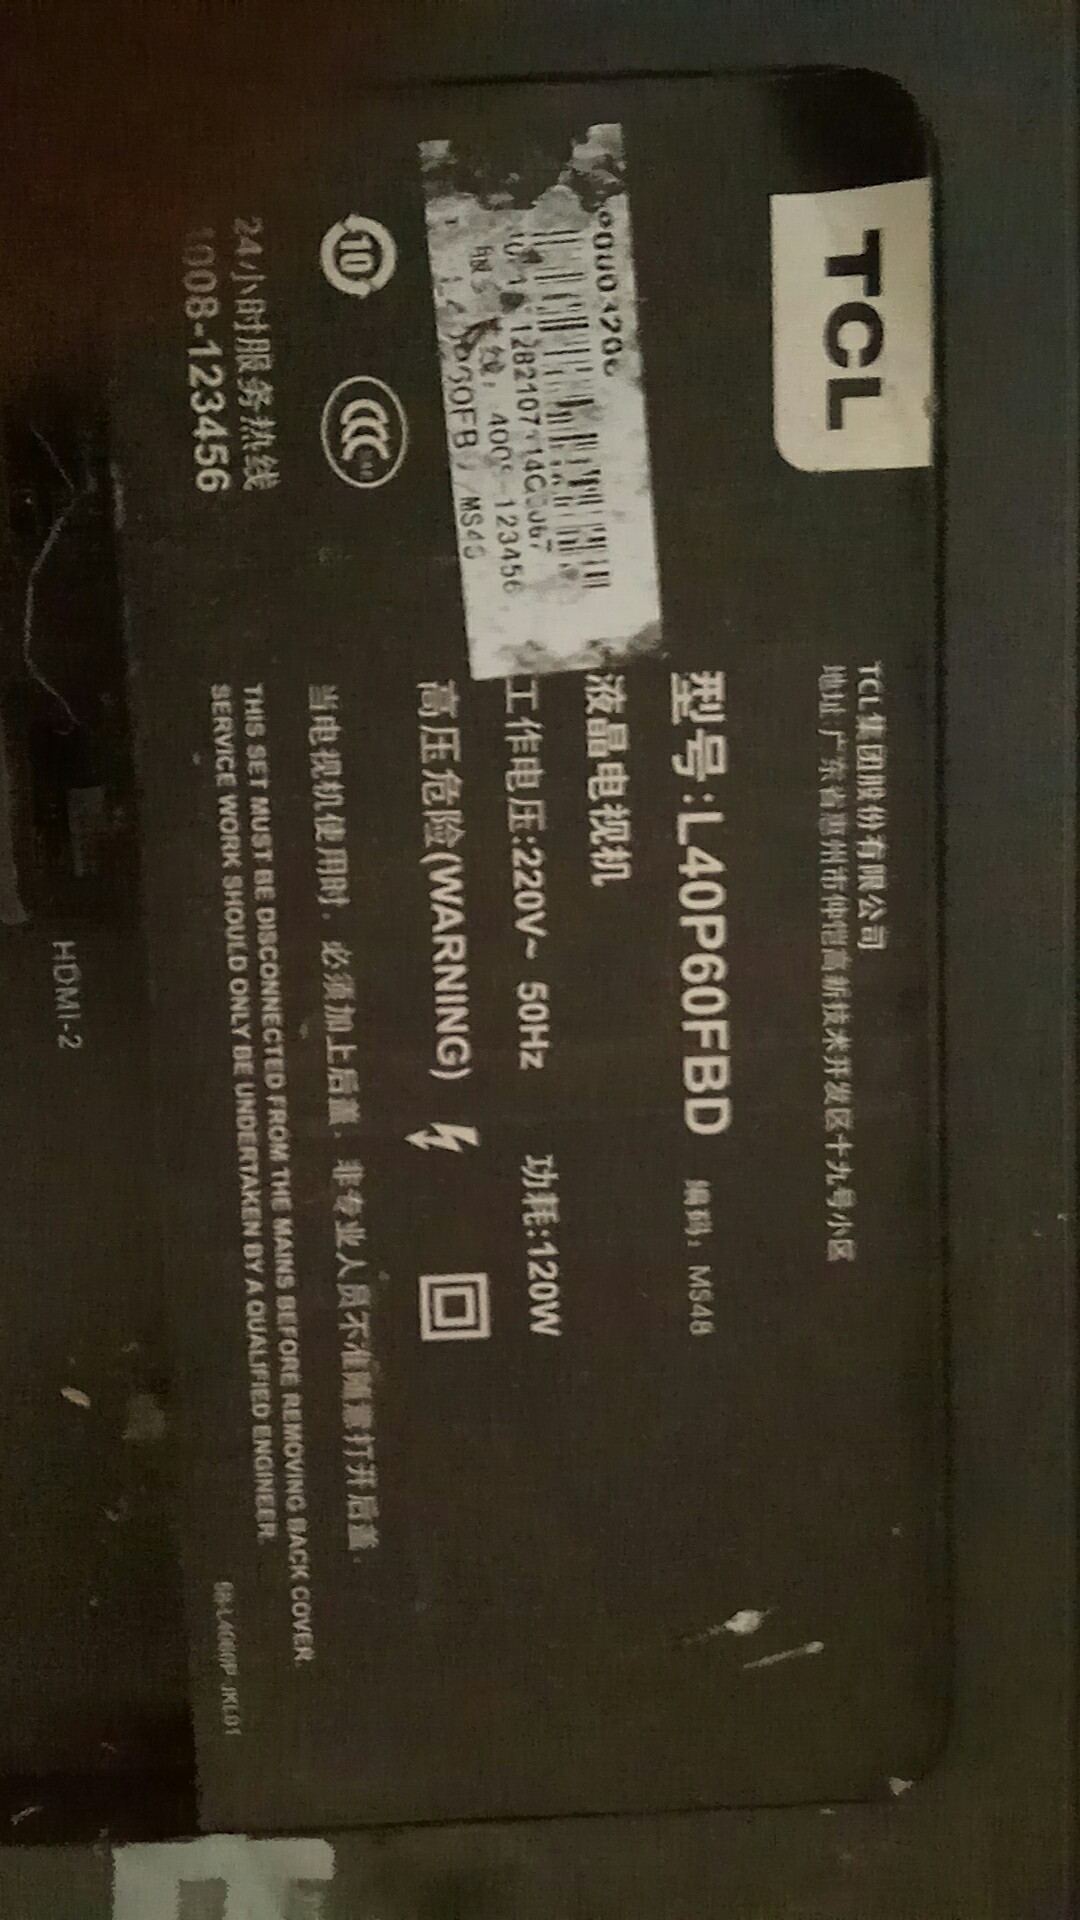 TCL
TCL集团股份有限公司
地址:广东省惠州市仲恺高新技术开发区十九号小区
型号:L40P60FBD 编码: MS48
液晶电视机
工作电压:220V~ 50Hz 功耗:120W
高压危险(WARNING)
当电视机使用时，必须加上后盖，非专业人员不准随意打开后盖.
THIS SET MUST BE DISCONNECTED FROM THE MAINS BEFORE REMOVING BACK COVER.
SERVICE WORK SHOULD ONLY BE UNDERTAKEN BY A QUALIFIED ENGINEER.
123456
/MS48
10
24小时服务热线
008-123456
HDMI-2